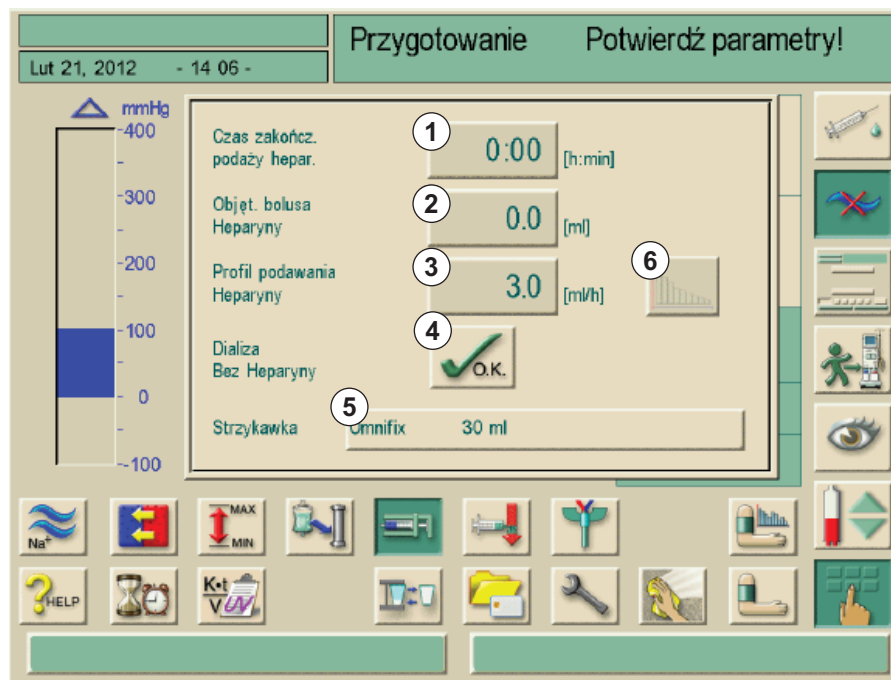 Przygotowanie Potwierdź parametry!
Lut 21, 2012 - 14 06 -
mmHg
400
300
200
100
0
-100
Czas zakończ.
podaży hepar.
1
0:00 [h:min]
Objęt. bolusa
Heparyny
2
0.0 [ml]
Profil podawania
Heparyny
3
3.0 [ml/h]
6
Dializa
Bez Heparyny
4
O.K.
5
Strzykawka Omnifix 30 ml
Na+
MAX
MIN
HELP
K•t
V
UV